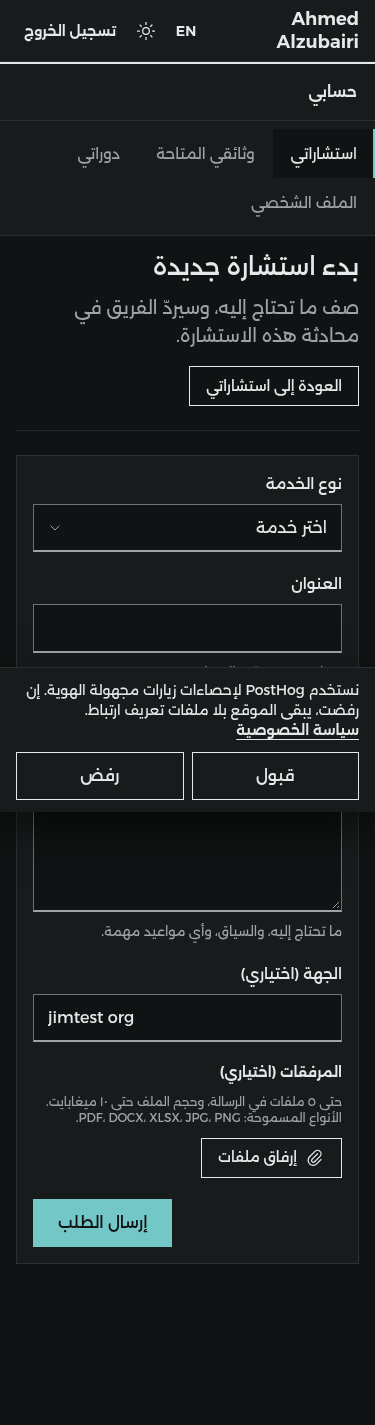 Ahmed
Alzubairi
EN
تسجيل الخروج
حسابي
استشاراتي
وثائقي المتاحة
دوراتي
الملف الشخصي
بدء استشارة جديدة
صف ما تحتاج إليه، وسيردّ الفريق في
محادثة هذه الاستشارة.
العودة إلى استشاراتي
نوع الخدمة
اختر خدمة
العنوان
نستخدم PostHog لإحصاءات زيارات مجهولة الهوية. إن
رفضت، يبقى الموقع بلا ملفات تعريف ارتباط.
سياسة الخصوصية
قبول
رفض
ما تحتاج إليه، والسياق، وأي مواعيد مهمة.
الجهة (اختياري)
jimtest org
المرفقات (اختياري)
حتى ٥ ملفات في الرسالة، وحجم الملف حتى ١٠ ميغابايت.
الأنواع المسموحة: PDF، DOCX، XLSX، JPG، PNG.
إرفاق ملفات
إرسال الطلب